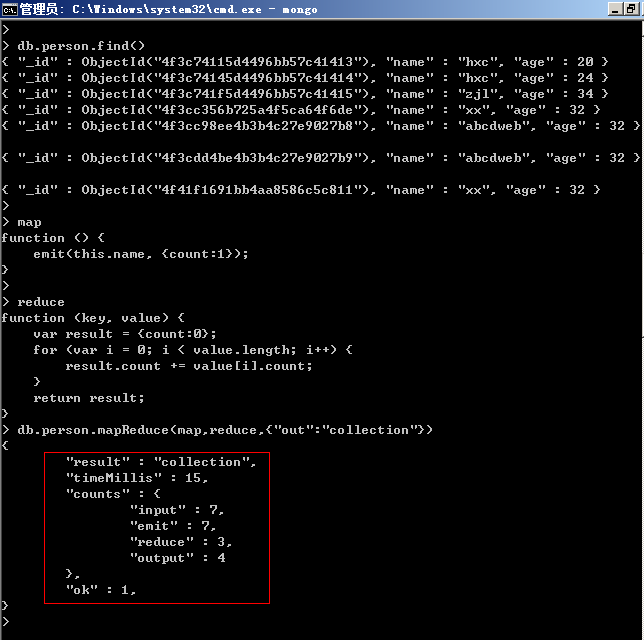 管理员: C:\Windows\system32\cmd.exe - mongo
>
> db.person.find()
{ "_id" : ObjectId("4f3c74115d4496bb57c41413"), "name" : "hxc", "age" : 20 }
{ "_id" : ObjectId("4f3c74145d4496bb57c41414"), "name" : "hxc", "age" : 24 }
{ "_id" : ObjectId("4f3c741f5d4496bb57c41415"), "name" : "zjl", "age" : 34 }
{ "_id" : ObjectId("4f3cc356b725a4f5ca64f6de"), "name" : "xx", "age" : 32 }
{ "_id" : ObjectId("4f3cc98ee4b3b4c27e9027b8"), "name" : "abcdweb", "age" : 32 }
{ "_id" : ObjectId("4f3cdd4be4b3b4c27e9027b9"), "name" : "abcdweb", "age" : 32 }
{ "_id" : ObjectId("4f41f1691bb4aa8586c5c811"), "name" : "xx", "age" : 32 }
>
> map
function () {
    emit(this.name, {count:1});
}
>
> reduce
function (key, value) {
    var result = {count:0};
    for (var i = 0; i < value.length; i++) {
        result.count += value[i].count;
    }
    return result;
}
> db.person.mapReduce(map,reduce,{"out":"collection"})
{
        "result" : "collection",
        "timeMillis" : 15,
        "counts" : {
                "input" : 7,
                "emit" : 7,
                "reduce" : 3,
                "output" : 4
        },
        "ok" : 1,
}
>